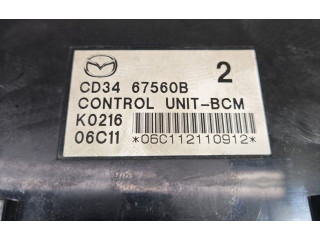 CD34 67560B 2
CONTROL UNIT-BCM
K0216
06C11 *06C112110912*